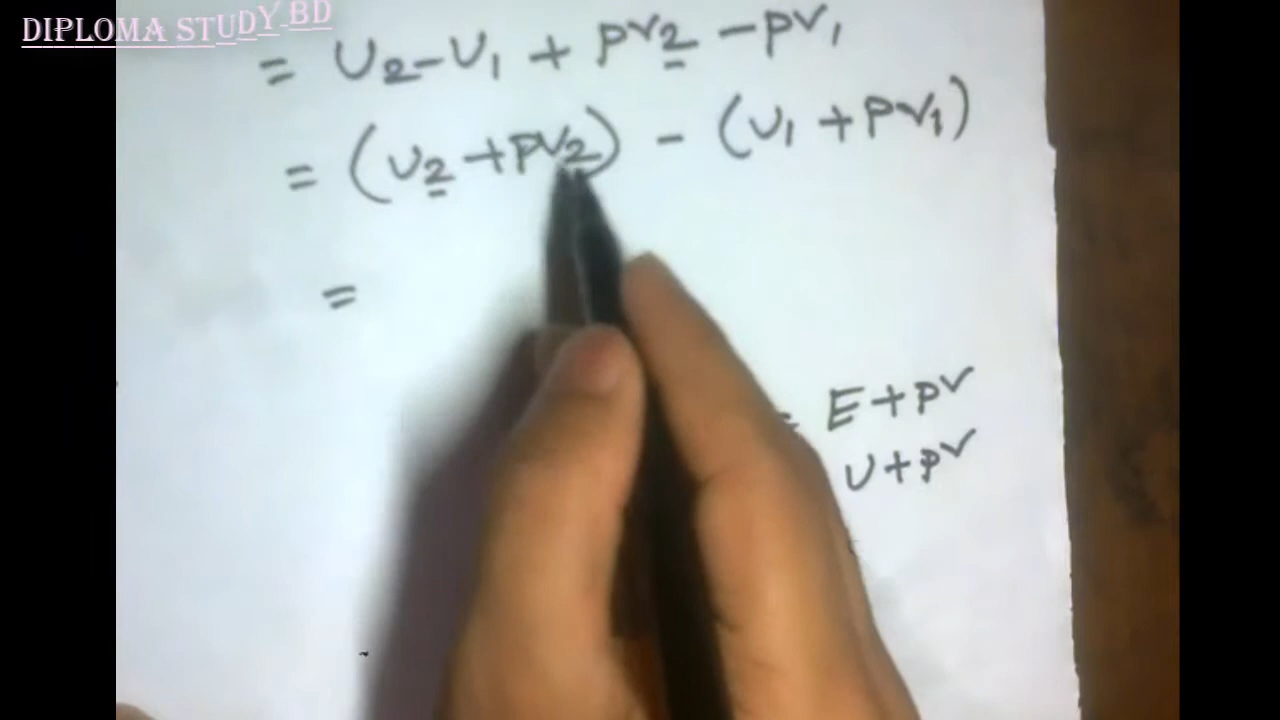 DIPLOMA STUDY BD
= U₂-U₁ + PV₂ - PV₁
= (U₂ + PV₂) - (U₁ + PV₁)
=
= E + PV
U + PV